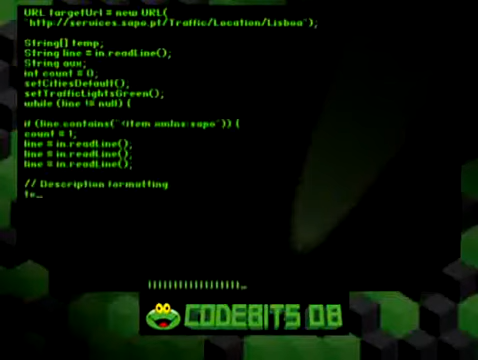 URL targetUrl = new URL(
"http://services.sapo.pt/Traffic/Location/Lisboa");
String[] temp;
String line = in.readLine();
String aux;
int count = 0;
setCitiesDefault();
setTrafficLightsGreen();
while (line != null) {
if (line.contains("<item xmlns:sapo")) {
count = 1;
line = in.readLine();
line = in.readLine();
line = in.readLine();
// Description formatting
CODEBITS 08